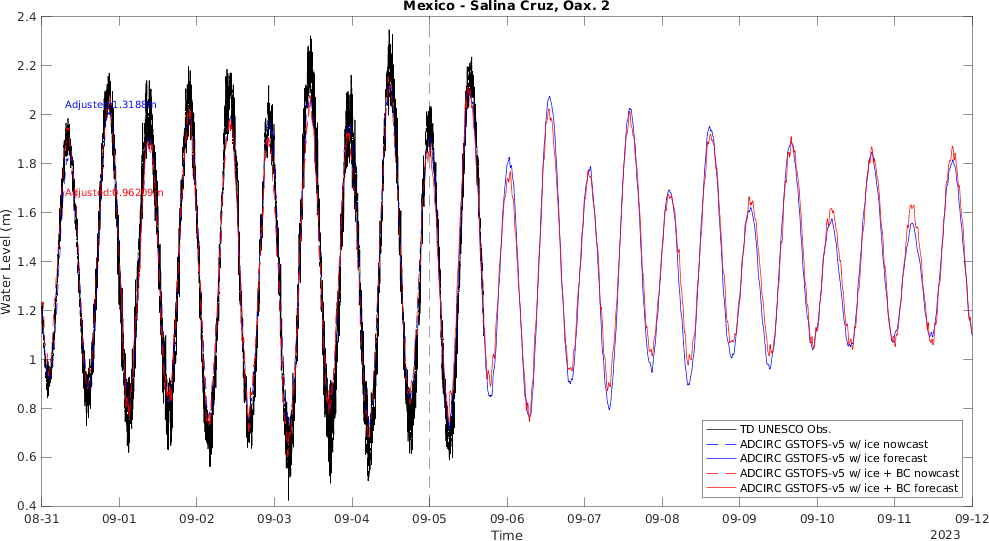 Mexico - Salina Cruz, Oax. 2
2.4
2.2
2
1.8
1.6
1.4
1.2
1
0.8
0.6
0.4
Water Level (m)
Adjusted:1.3188m
Adjusted:0.96209m
TD UNESCO Obs.
ADCIRC GSTOFS-v5 w/ ice nowcast
ADCIRC GSTOFS-v5 w/ ice forecast
ADCIRC GSTOFS-v5 w/ ice + BC nowcast
ADCIRC GSTOFS-v5 w/ ice + BC forecast
08-31 09-01 09-02 09-03 09-04 09-05 09-06 09-07 09-08 09-09 09-10 09-11 09-12
Time
2023